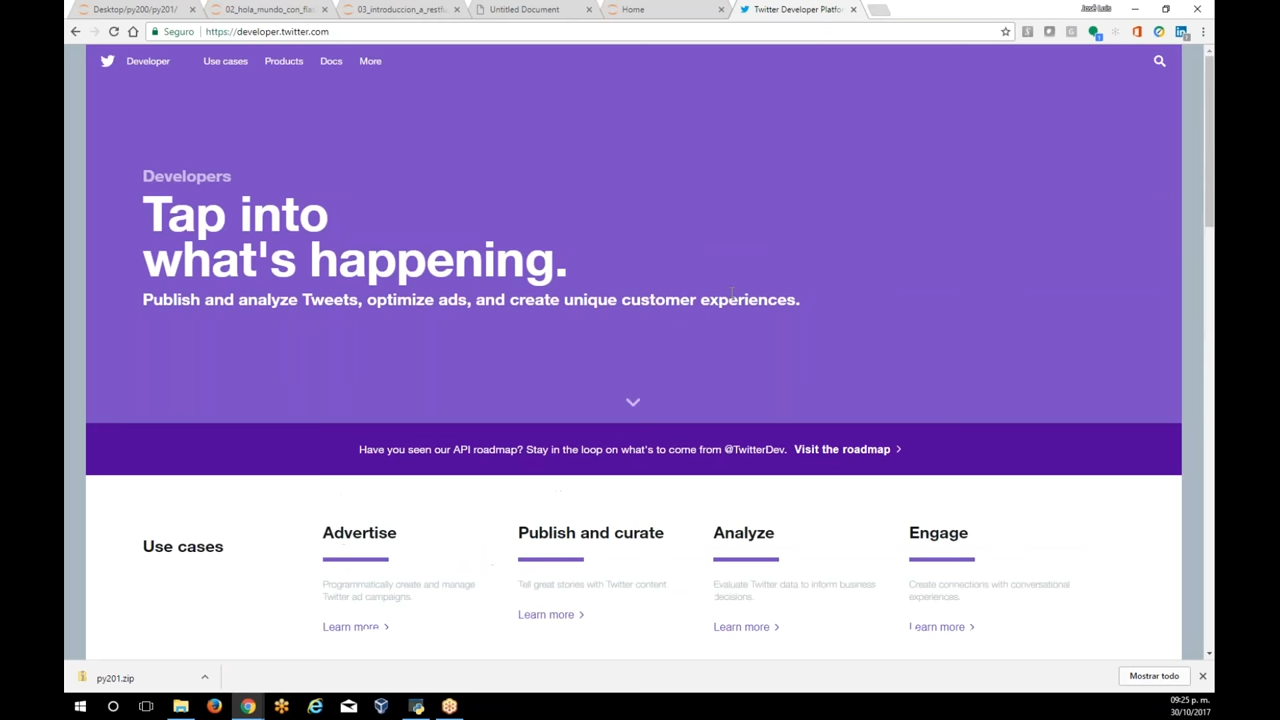 Desktop/py200/py201/
02_hola_mundo_con_fla
03_introduccion_a_restfu
Untitled Document
Home
Twitter Developer Platfo
José Luis
Seguro
https://developer.twitter.com
Developer
Use cases
Products
Docs
More
Developers
Tap into
what's happening.
Publish and analyze Tweets, optimize ads, and create unique customer experiences.
Have you seen our API roadmap? Stay in the loop on what's to come from @TwitterDev. Visit the roadmap
Use cases
Advertise
Programmatically create and manage
Twitter ad campaigns.
Learn more
Publish and curate
Tell great stories with Twitter content.
Learn more
Analyze
Evaluate Twitter data to inform business
decisions.
Learn more
Engage
Create connections with conversational
experiences.
Learn more
py201.zip
Mostrar todo
09:25 p. m.
30/10/2017